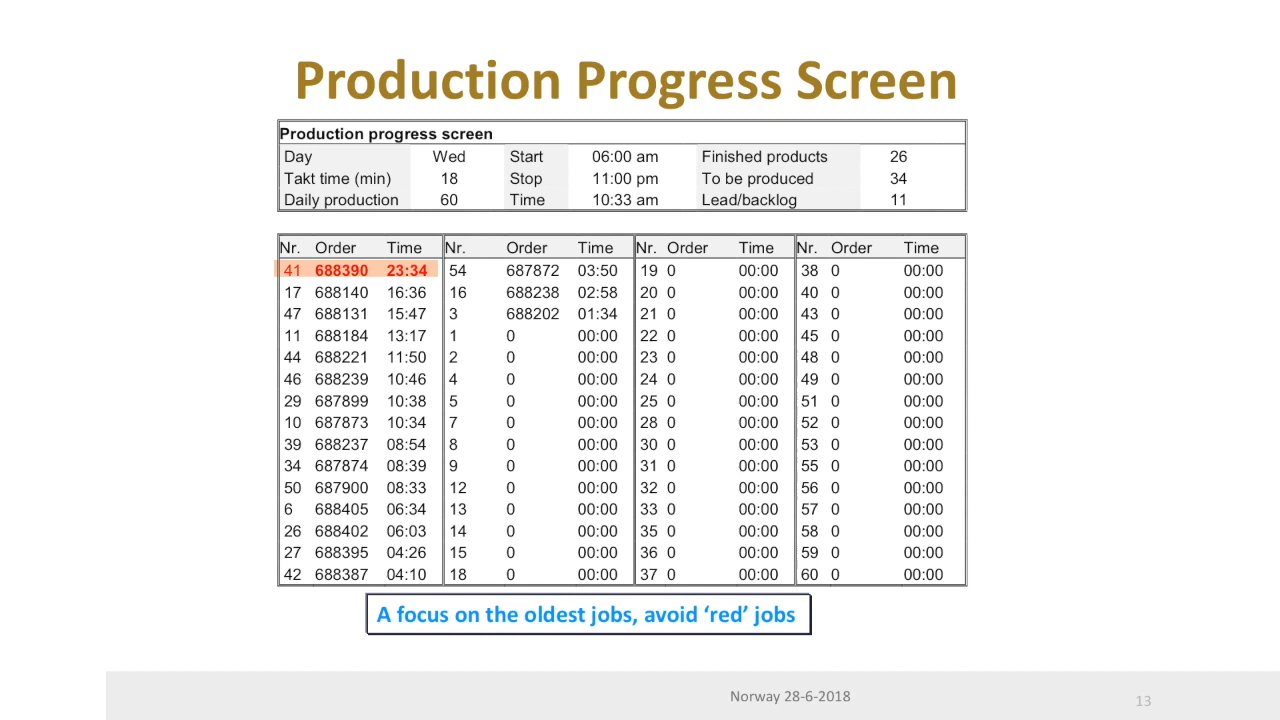 Production Progress Screen
Production progress screen
Day Wed Start 06:00 am Finished products 26
Takt time (min) 18 Stop 11:00 pm To be produced 34
Daily production 60 Time 10:33 am Lead/backlog 11
Nr. Order Time Nr. Order Time Nr. Order Time Nr. Order Time
41 688390 23:34 54 687872 03:50 19 0 00:00 38 0 00:00
17 688140 16:36 16 688238 02:58 20 0 00:00 40 0 00:00
47 688131 15:47 3 688202 01:34 21 0 00:00 43 0 00:00
11 688184 13:17 1 0 00:00 22 0 00:00 45 0 00:00
44 688221 11:50 2 0 00:00 23 0 00:00 48 0 00:00
46 688239 10:46 4 0 00:00 24 0 00:00 49 0 00:00
29 687899 10:38 5 0 00:00 25 0 00:00 51 0 00:00
10 687873 10:34 7 0 00:00 28 0 00:00 52 0 00:00
39 688237 08:54 8 0 00:00 30 0 00:00 53 0 00:00
34 687874 08:39 9 0 00:00 31 0 00:00 55 0 00:00
50 687900 08:33 12 0 00:00 32 0 00:00 56 0 00:00
6 688405 06:34 13 0 00:00 33 0 00:00 57 0 00:00
26 688402 06:03 14 0 00:00 35 0 00:00 58 0 00:00
27 688395 04:26 15 0 00:00 36 0 00:00 59 0 00:00
42 688387 04:10 18 0 00:00 37 0 00:00 60 0 00:00
A focus on the oldest jobs, avoid ‘red’ jobs
Norway 28-6-2018
13